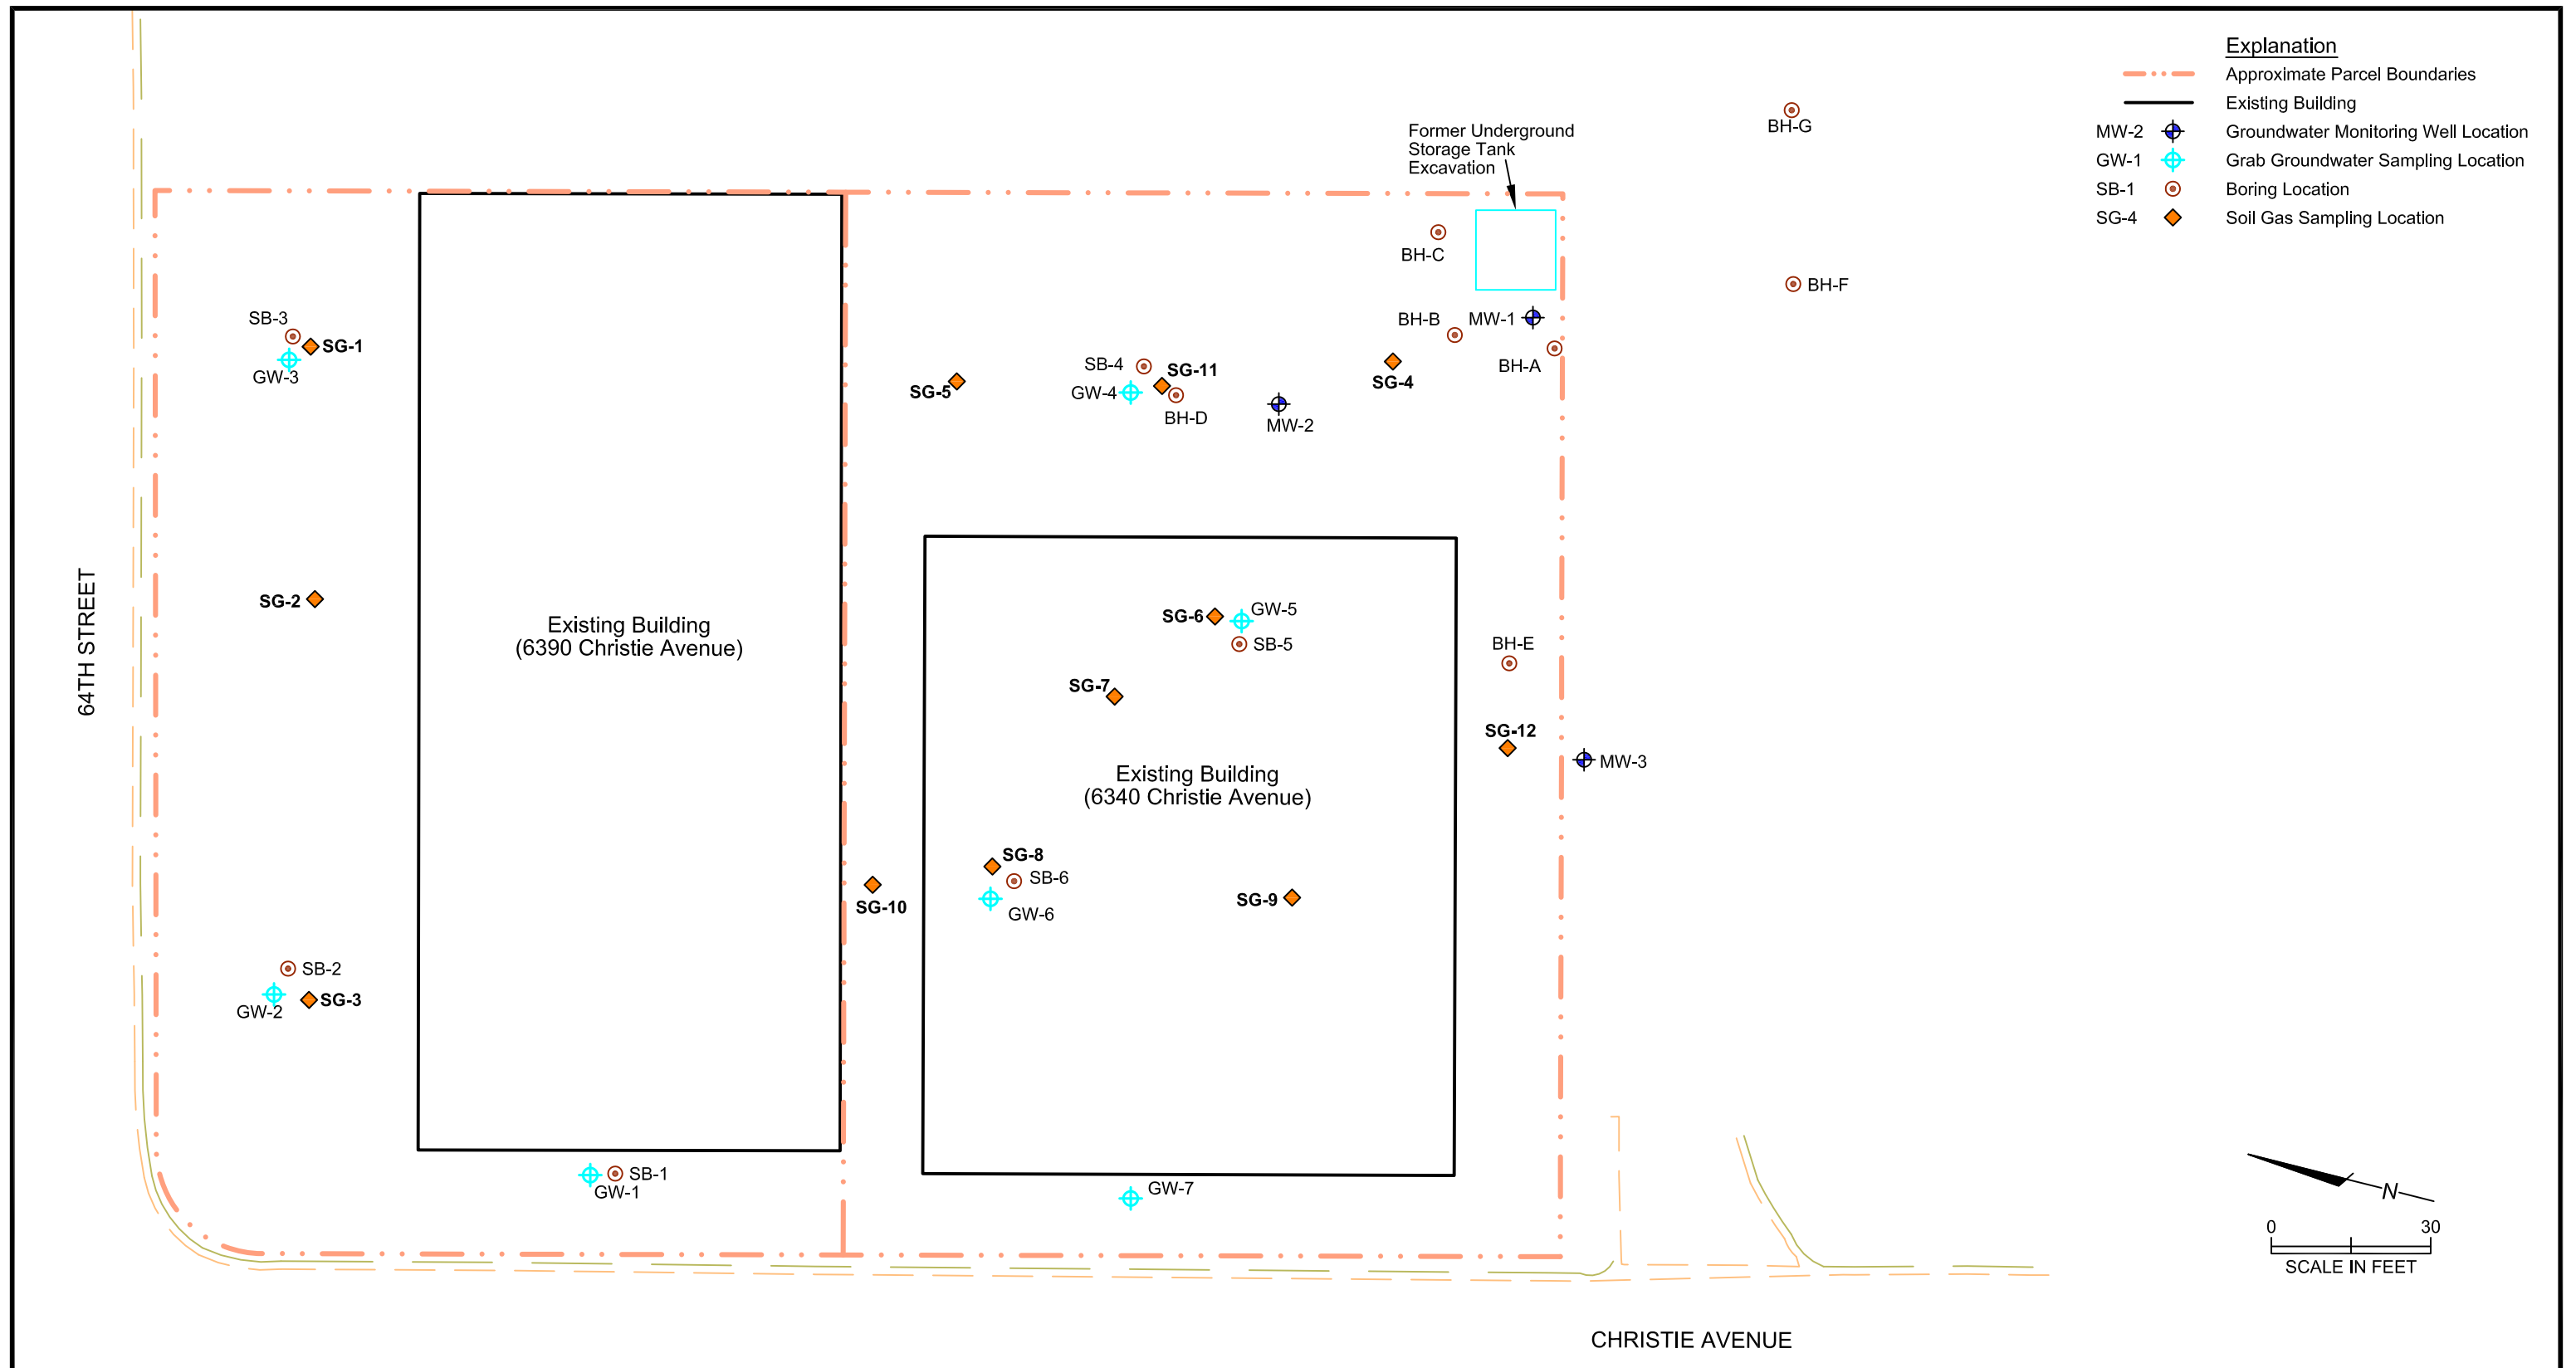 Explanation
Approximate Parcel Boundaries
Existing Building
MW-2 Groundwater Monitoring Well Location
GW-1 Grab Groundwater Sampling Location
SB-1 Boring Location
SG-4 Soil Gas Sampling Location
BH-G
Former Underground
Storage Tank
Excavation
BH-C
BH-F
SB-3
SG-1
GW-3
BH-B
MW-1
BH-A
SB-4
SG-11
SG-5
GW-4
BH-D
SG-4
MW-2
64TH STREET
SG-2
Existing Building
(6390 Christie Avenue)
SG-6
GW-5
SB-5
BH-E
SG-7
SG-12
MW-3
Existing Building
(6340 Christie Avenue)
SG-8
SB-6
GW-6
SG-10
SG-9
SB-2
GW-2
SG-3
SB-1
GW-1
GW-7
N
0 30
SCALE IN FEET
CHRISTIE AVENUE